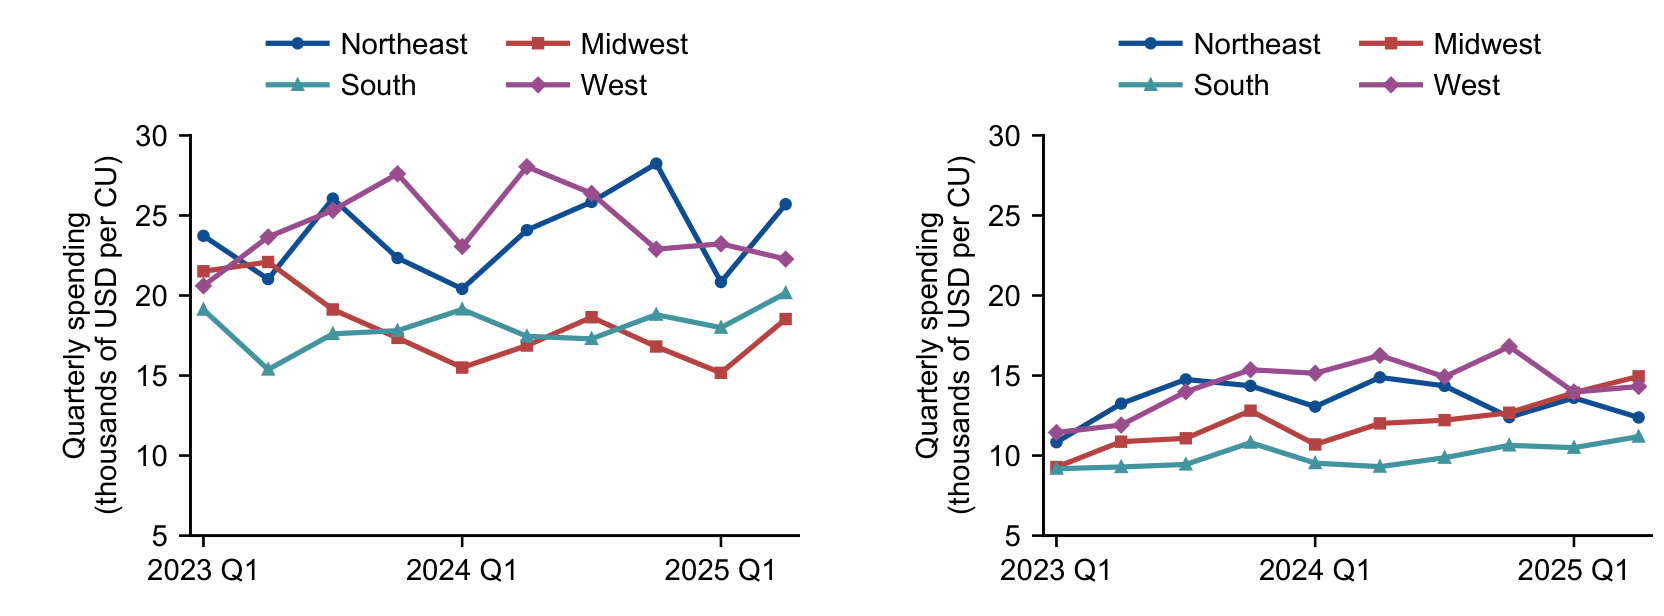 Northeast Midwest
South West
30
25
20
15
10
5
Quarterly spending
(thousands of USD per CU)
2023 Q1 2024 Q1 2025 Q1
Northeast Midwest
South West
30
25
20
15
10
5
Quarterly spending
(thousands of USD per CU)
2023 Q1 2024 Q1 2025 Q1